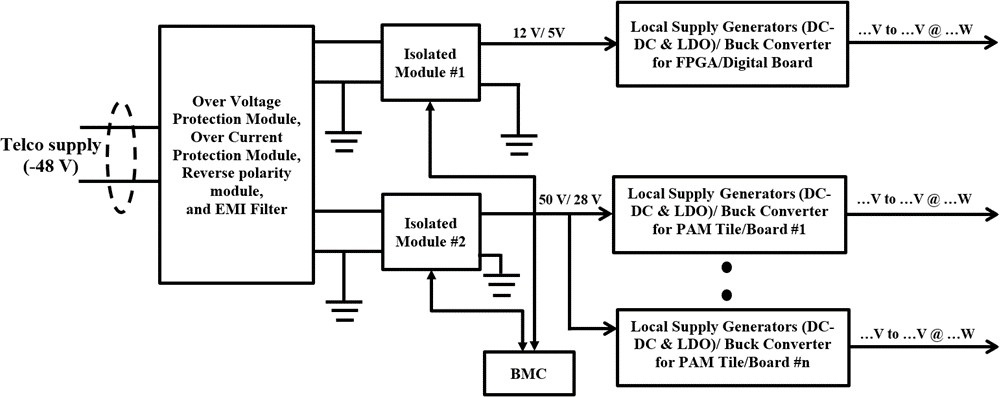 Telco supply
(-48 V)
Over Voltage
Protection Module,
Over Current
Protection Module,
Reverse polarity
module,
and EMI Filter
Isolated
Module #1
12 V/ 5V
Local Supply Generators (DC-
DC & LDO)/ Buck Converter
for FPGA/Digital Board
...V to ...V @ ...W
Isolated
Module #2
50 V/ 28 V
Local Supply Generators (DC-
DC & LDO)/ Buck Converter
for PAM Tile/Board #1
...V to ...V @ ...W
Local Supply Generators (DC-
DC & LDO)/ Buck Converter
for PAM Tile/Board #n
...V to ...V @ ...W
BMC